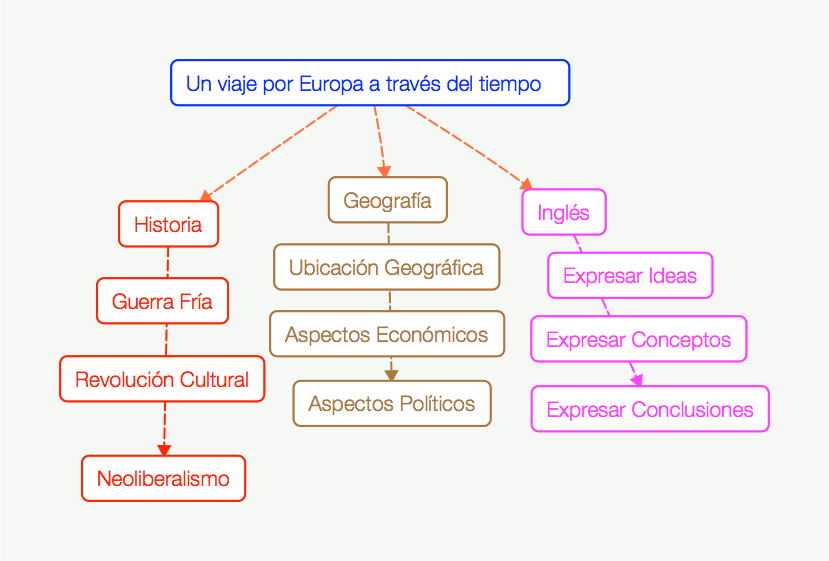 Un viaje por Europa a través del tiempo
Historia
Guerra Fría
Revolución Cultural
Neoliberalismo
Geografía
Ubicación Geográfica
Aspectos Económicos
Aspectos Políticos
Inglés
Expresar Ideas
Expresar Conceptos
Expresar Conclusiones